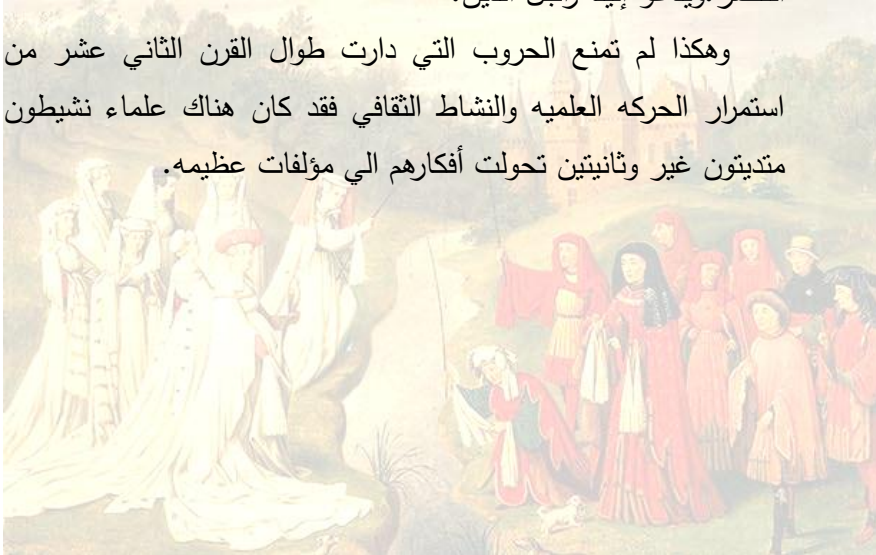 وهكذا لم تمنع الحروب التي دارت طوال القرن الثاني عشر من
استمرار الحركه العلميه والنشاط الثقافي فقد كان هناك علماء نشيطون
متديتون غير وثانيتين تحولت أفكارهم الي مؤلفات عظيمه.